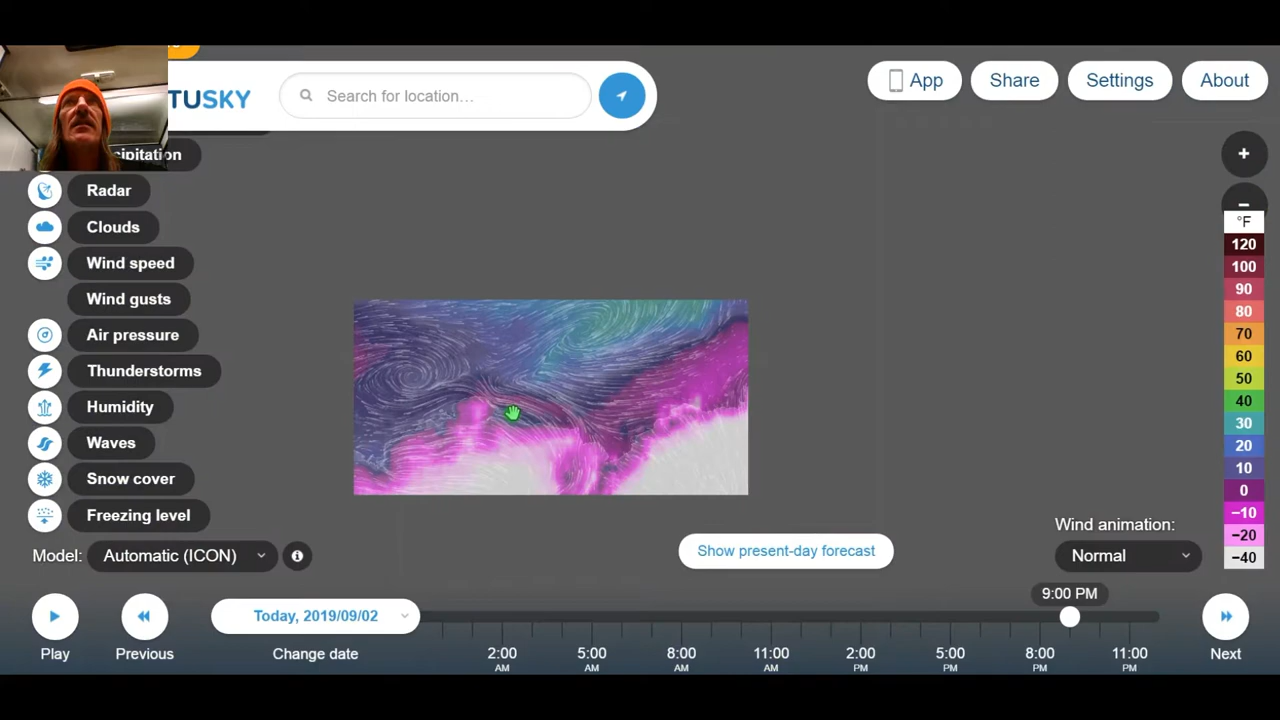 TUSKY
Search for location…
App
Share
Settings
About
cipitation
Radar
Clouds
Wind speed
Wind gusts
Air pressure
Thunderstorms
Humidity
Waves
Snow cover
Freezing level
+
−
°F
120
100
90
80
70
60
50
40
30
20
10
0
−10
−20
−40
Model: Automatic (ICON)
Show present-day forecast
Wind animation:
Normal
9:00 PM
Play
Previous
Today, 2019/09/02
Change date
2:00 AM
5:00 AM
8:00 AM
11:00 AM
2:00 PM
5:00 PM
8:00 PM
11:00 PM
Next